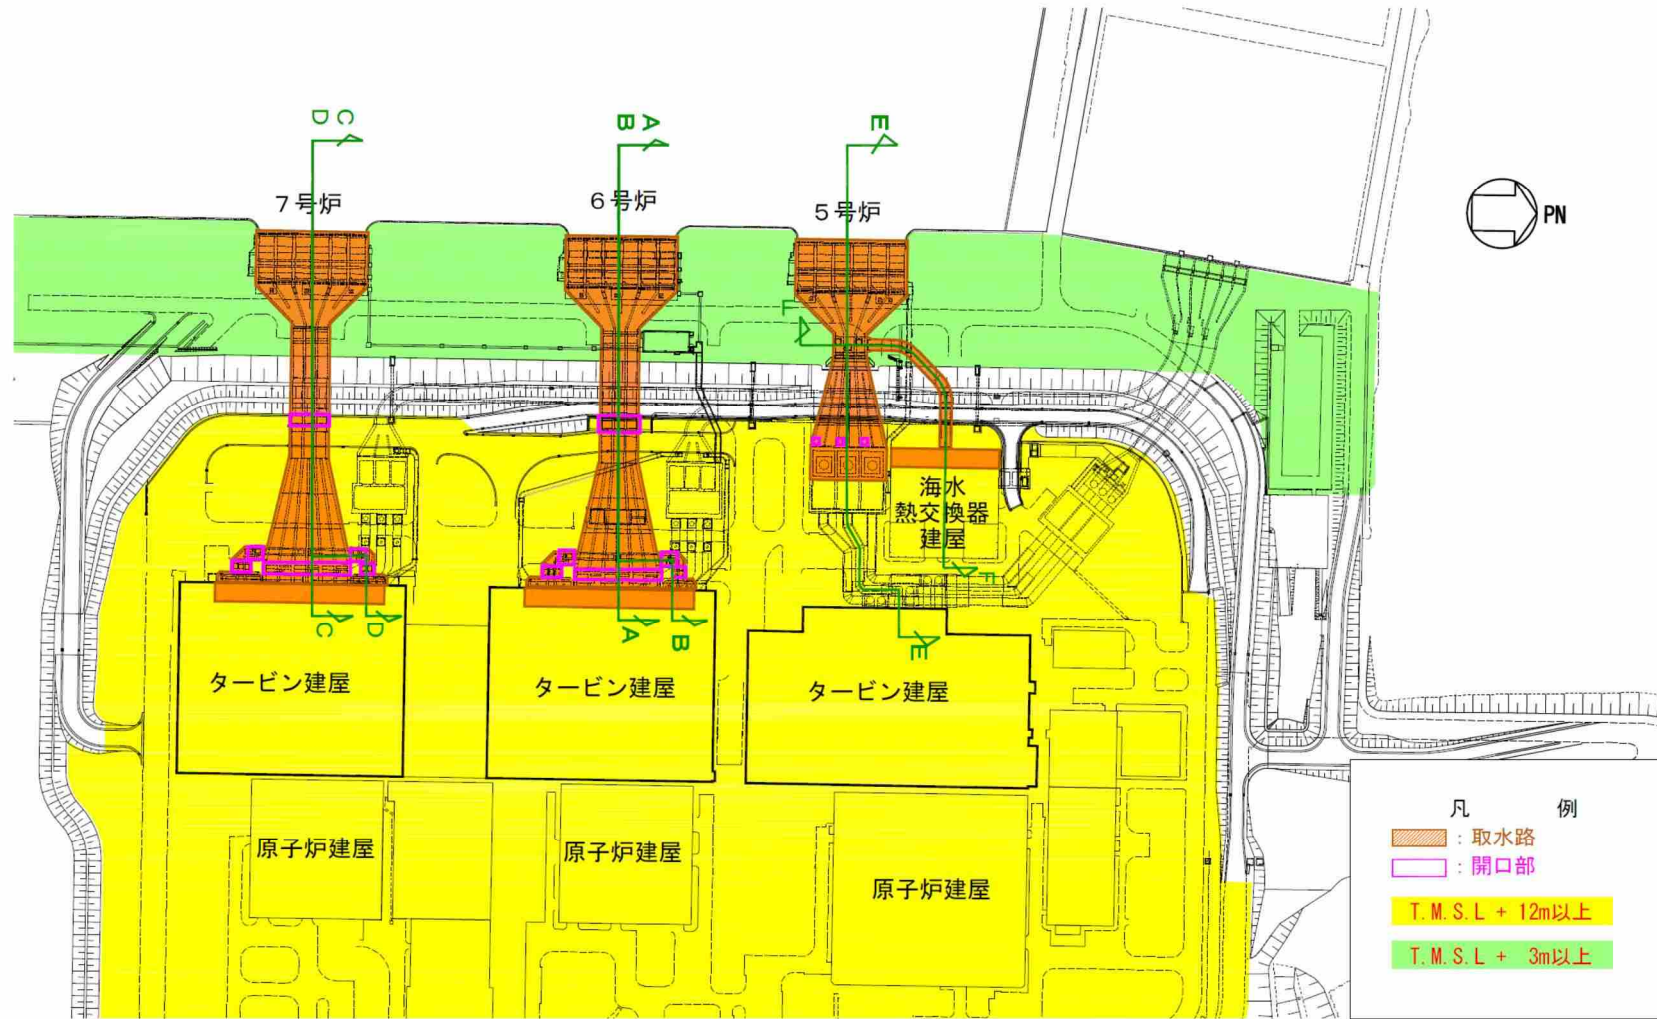 D C
B A
E
7号炉
6号炉
5号炉
PN
F
海水
熱交換器
建屋
F
C
D
A
B
E
タービン建屋
タービン建屋
タービン建屋
原子炉建屋
原子炉建屋
原子炉建屋
凡 例
：取水路
：開口部
T.M.S.L + 12m以上
T.M.S.L + 3m以上